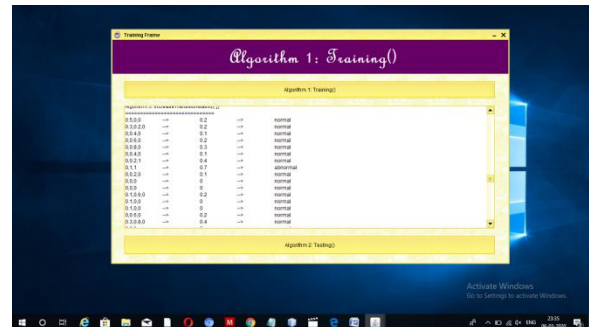 Training Frame
Algorithm 1: Training()
Algorithm 1: Training()
0,5,0,0 --> 0.2 --> normal
0,3,0,2,0 --> 0.2 --> normal
0,0,4,0 --> 0.1 --> normal
0,0,6,0 --> 0.2 --> normal
0,0,8,0 --> 0.3 --> normal
0,0,4,0 --> 0.1 --> normal
0,0,2,1 --> 0.4 --> normal
0,1,1 --> 0.7 --> abnormal
0,0,2,0 --> 0.1 --> normal
0,0,0 --> 0 --> normal
0,0,0 --> 0 --> normal
0,1,0,6,0 --> 0.2 --> normal
0,1,0,0 --> 0 --> normal
0,1,0,0 --> 0 --> normal
0,0,6,0 --> 0.2 --> normal
0,3,0,8,0 --> 0.4 --> normal
Algorithm 2: Testing()
Activate Windows
Go to Settings to activate Windows.
ENG
23:35